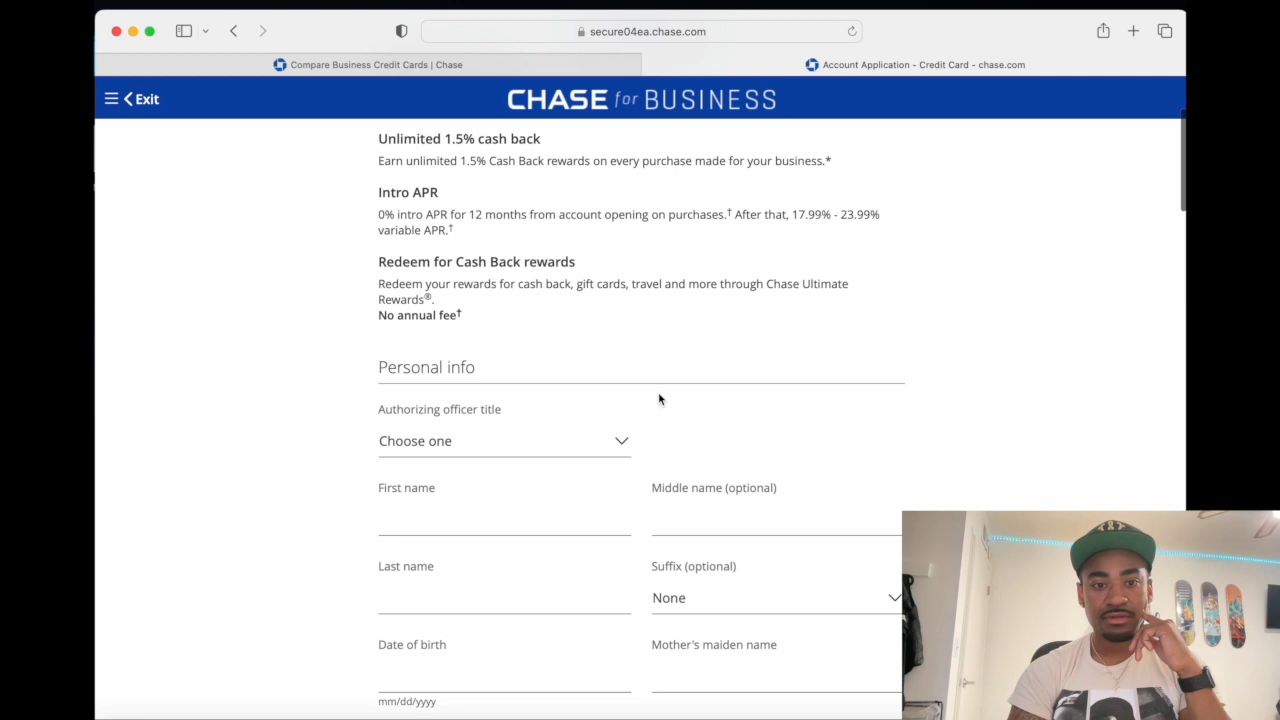 secure04ea.chase.com
Compare Business Credit Cards | Chase
Account Application - Credit Card - chase.com
Exit
CHASE for BUSINESS
Unlimited 1.5% cash back
Earn unlimited 1.5% Cash Back rewards on every purchase made for your business.*
Intro APR
0% intro APR for 12 months from account opening on purchases.† After that, 17.99% - 23.99%
variable APR.†
Redeem for Cash Back rewards
Redeem your rewards for cash back, gift cards, travel and more through Chase Ultimate
Rewards®.
No annual fee†
Personal info
Authorizing officer title
Choose one
First name
Middle name (optional)
Last name
Suffix (optional)
None
Date of birth
Mother's maiden name
mm/dd/yyyy